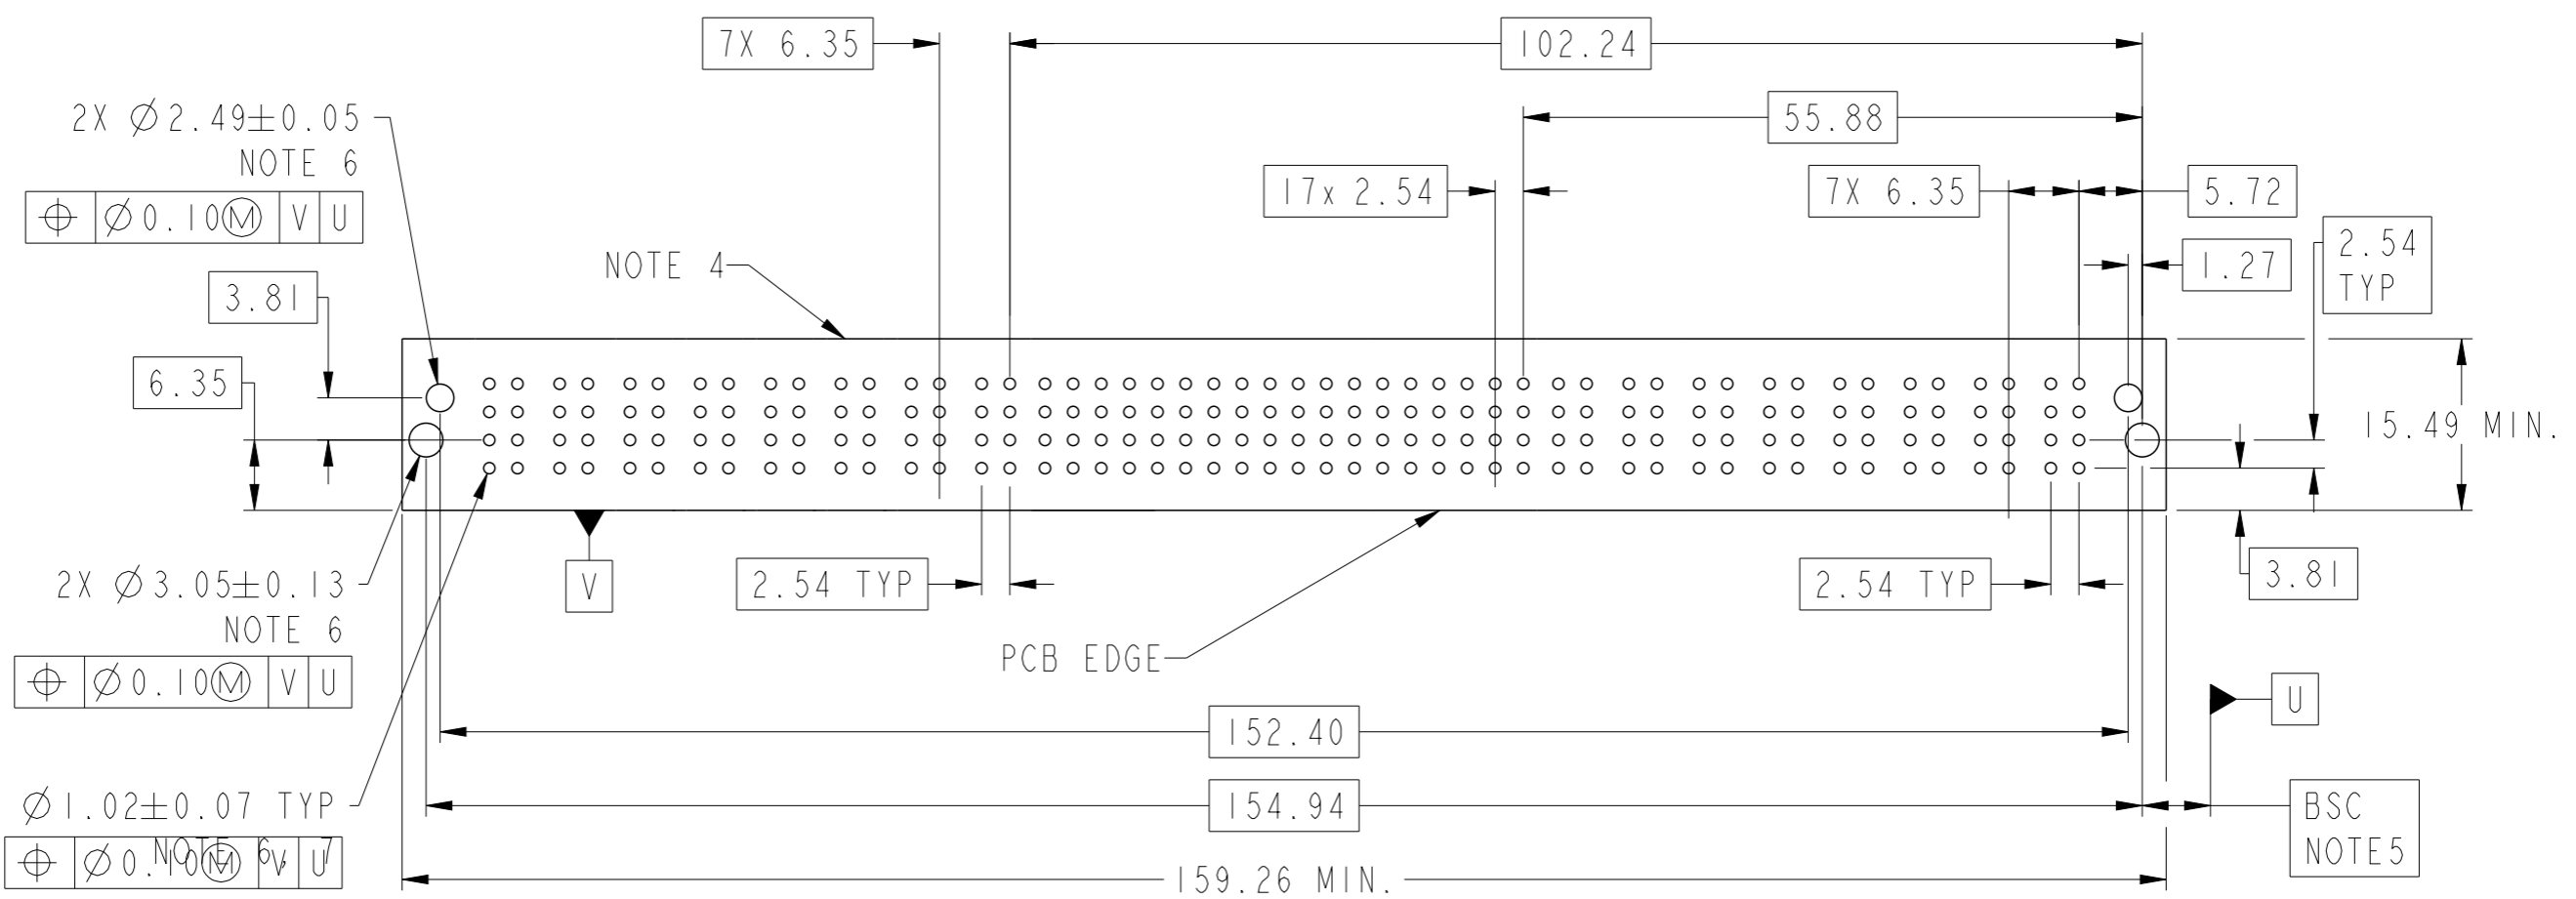 7X 6.35
102.24
2X Ø2.49±0.05
NOTE 6
⌖ Ø0.10Ⓜ V U
55.88
17x 2.54
7X 6.35
5.72
2.54
TYP
1.27
NOTE 4
3.81
6.35
15.49 MIN.
2X Ø3.05±0.13
NOTE 6
⌖ Ø0.10Ⓜ V U
V
2.54 TYP
2.54 TYP
3.81
PCB EDGE
U
152.40
Ø1.02±0.07 TYP
NOTE 6, 7
⌖ Ø0.10Ⓜ V U
154.94
BSC
NOTE5
159.26 MIN.